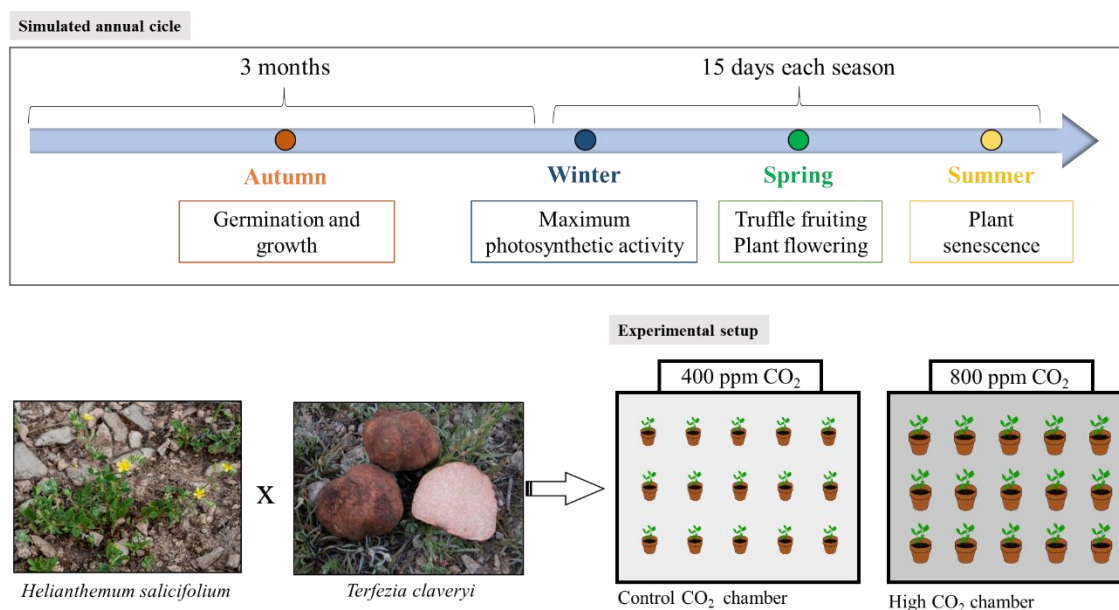 Simulated annual cicle
3 months
15 days each season
Autumn
Winter
Spring
Summer
Germination and
growth
Maximum
photosynthetic activity
Truffle fruiting
Plant flowering
Plant
senescence
Experimental setup
400 ppm CO₂
800 ppm CO₂
x
Helianthemum salicifolium
Terfezia claveryi
Control CO₂ chamber
High CO₂ chamber